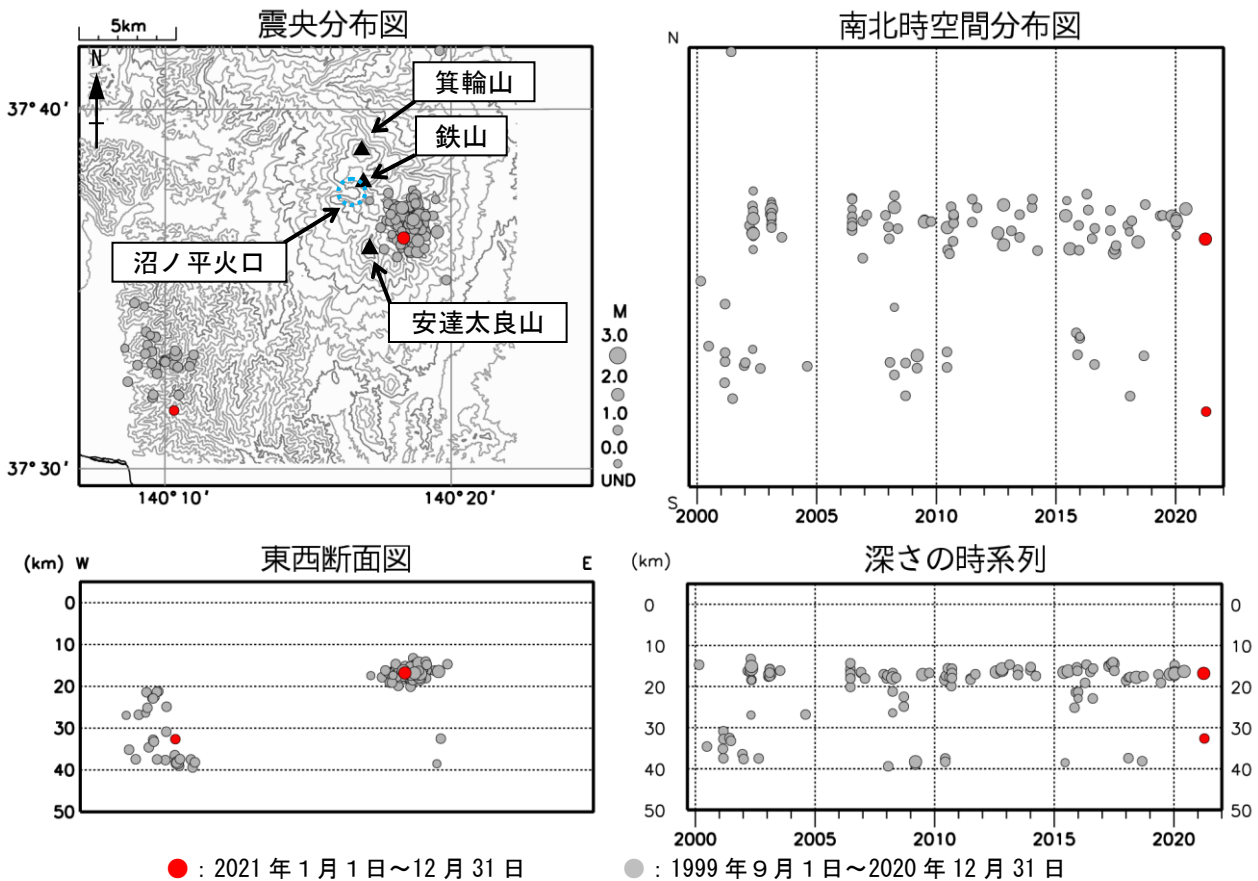 5km
震央分布図
N
箕輪山
37°40′
鉄山
沼ノ平火口
安達太良山
M
3.0
2.0
1.0
0.0
UND
37°30′
140°10′
140°20′
南北時空間分布図
N
S
2000
2005
2010
2015
2020
東西断面図
(km)
W
E
0
10
20
30
40
50
深さの時系列
(km)
0
0
10
10
20
20
30
30
40
40
50
50
2000
2005
2010
2015
2020
：2021年1月1日～12月31日
：1999年９月1日～2020年12月31日